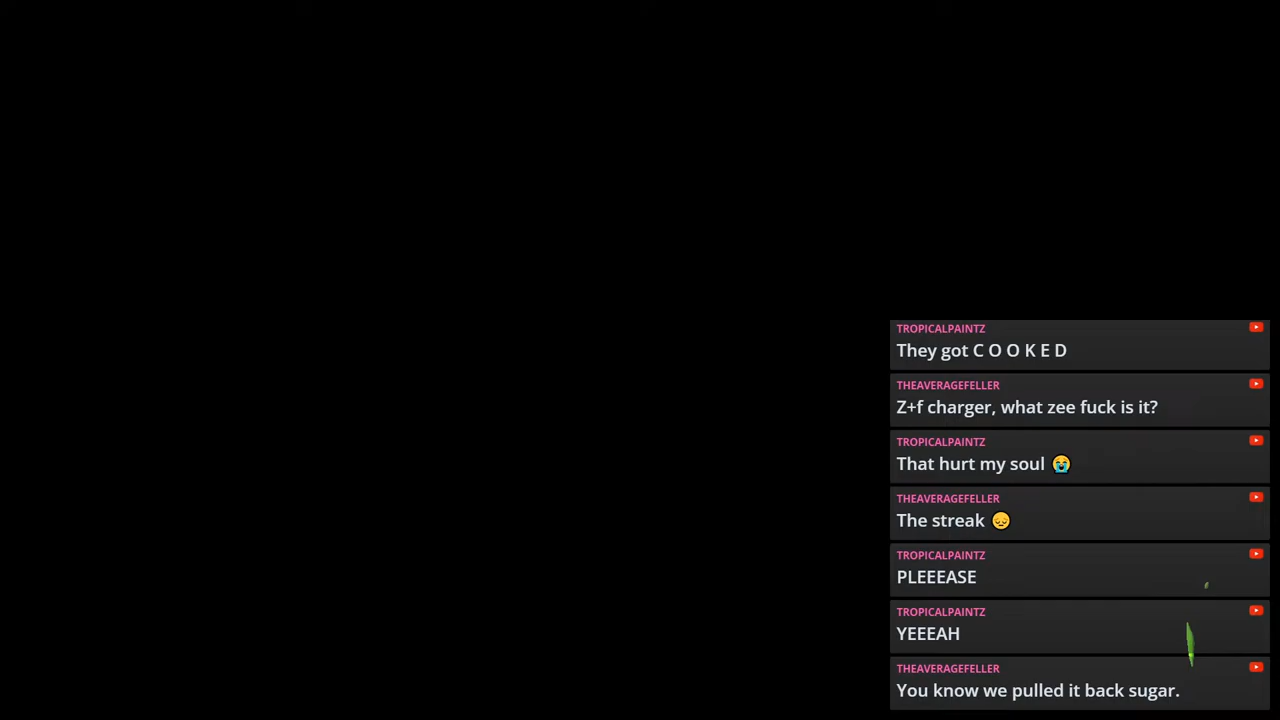 TROPICALPAINTZ
They got C O O K E D
THEAVERAGEFELLER
Z+f charger, what zee fuck is it?
TROPICALPAINTZ
That hurt my soul 😭
THEAVERAGEFELLER
The streak 😔
TROPICALPAINTZ
PLEEEASE
TROPICALPAINTZ
YEEEAH
THEAVERAGEFELLER
You know we pulled it back sugar.